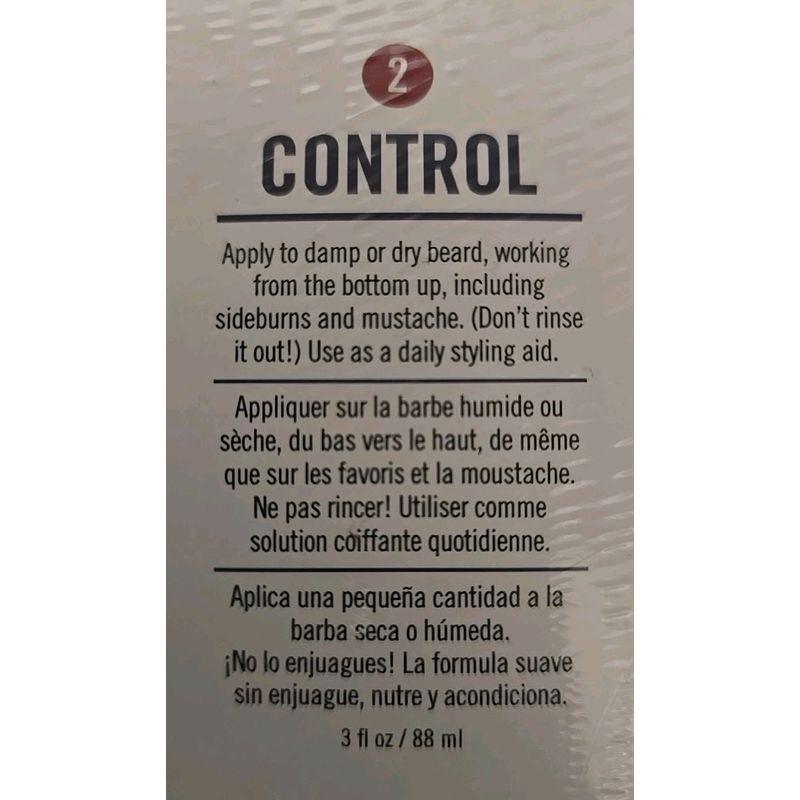 2
CONTROL
Apply to damp or dry beard, working
from the bottom up, including
sideburns and mustache. (Don't rinse
it out!) Use as a daily styling aid.
Appliquer sur la barbe humide ou
sèche, du bas vers le haut, de même
que sur les favoris et la moustache.
Ne pas rincer! Utiliser comme
solution coiffante quotidienne.
Aplica una pequeña cantidad a la
barba seca o húmeda.
¡No lo enjuagues! La formula suave
sin enjuague, nutre y acondiciona.
3 fl oz / 88 ml